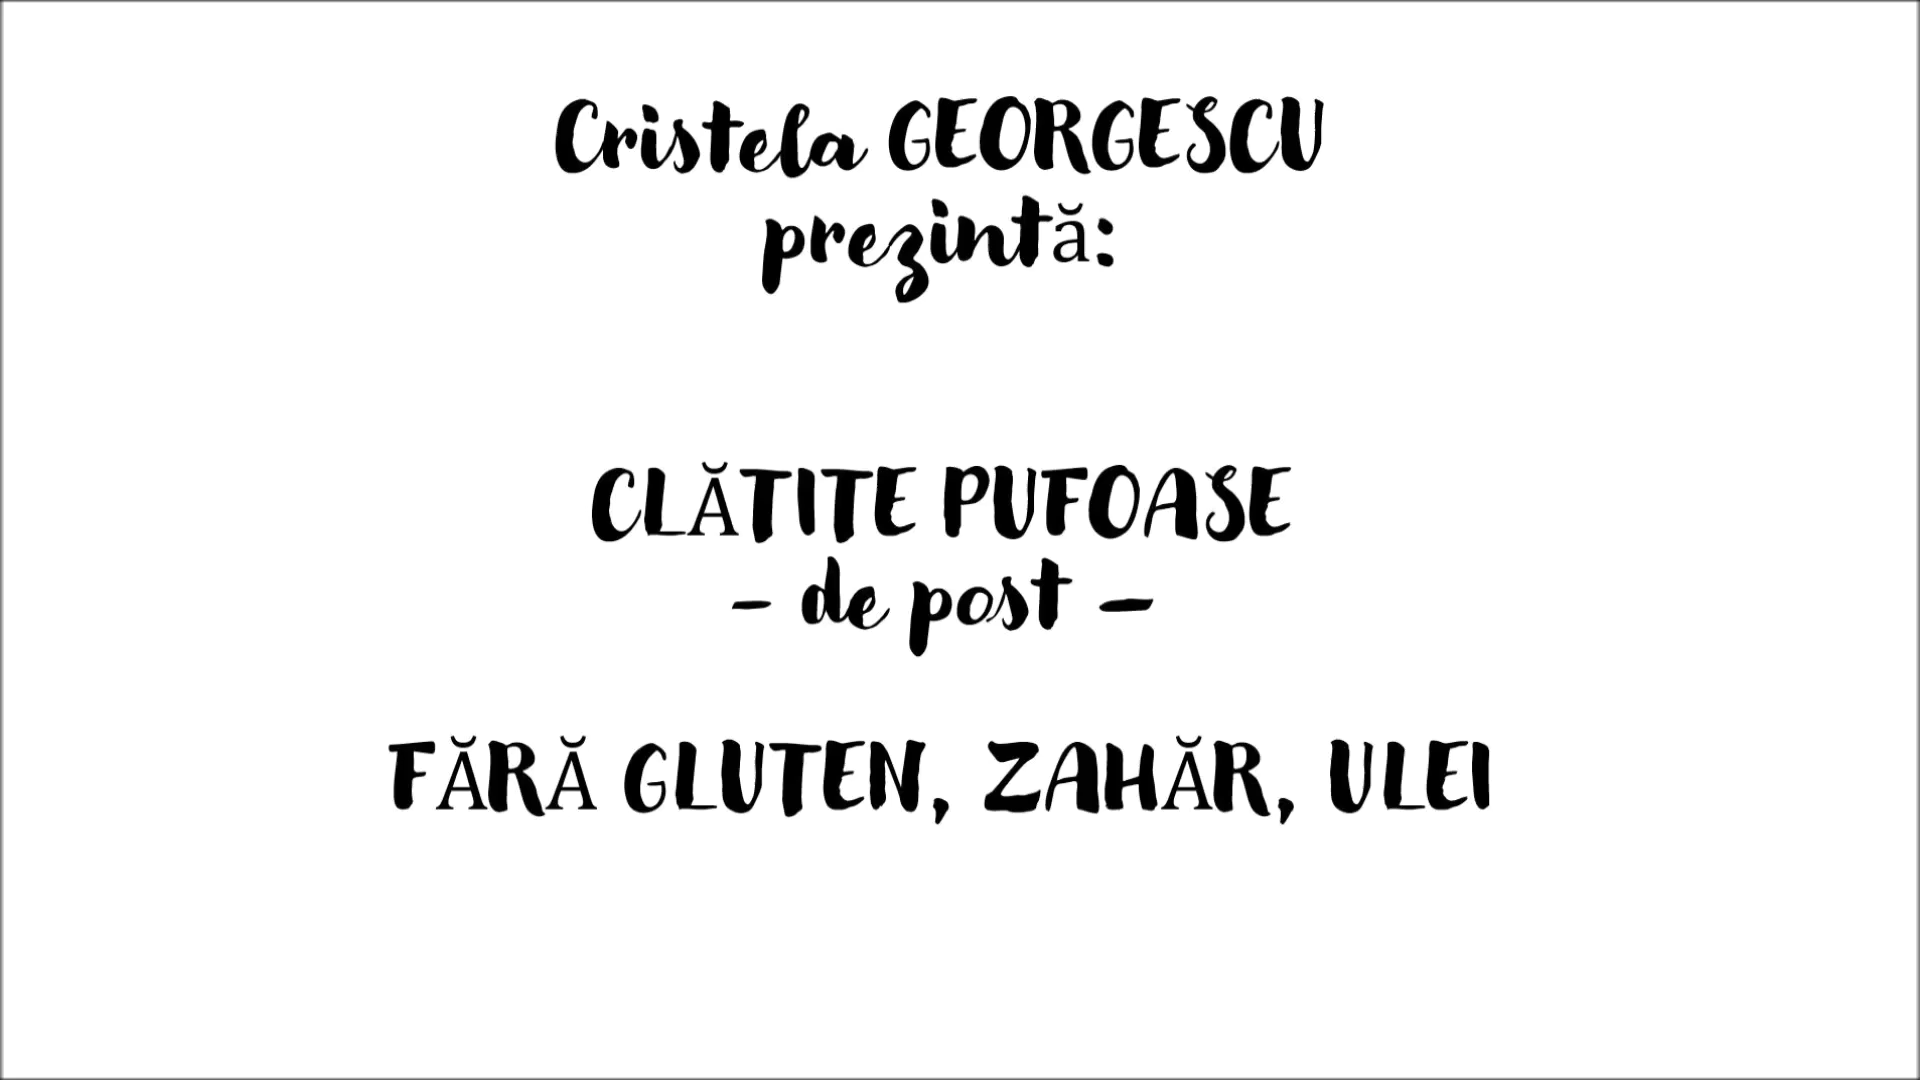 Cristela GEORGESCU
prezintă:
CLĂTITE PUFOASE
- de post -
FĂRĂ GLUTEN, ZAHĂR, ULEI